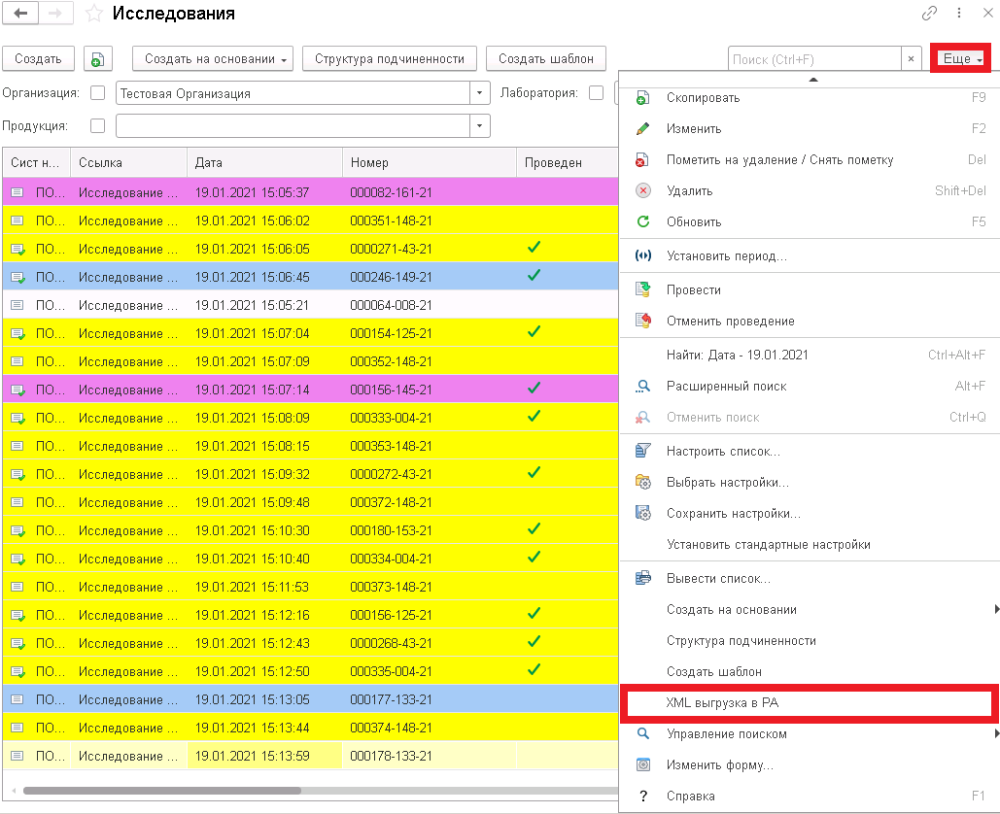 Исследования
Создать
Создать на основании
Структура подчиненности
Создать шаблон
Поиск (Ctrl+F)
×
Еще
Организация:
Тестовая Организация
Лаборатория:
Продукция:
Сист н... Ссылка Дата Номер Проведен
ПО... Исследование ... 19.01.2021 15:05:37 000082-161-21
ПО... Исследование ... 19.01.2021 15:06:02 000351-148-21
ПО... Исследование ... 19.01.2021 15:06:05 0000271-43-21
ПО... Исследование ... 19.01.2021 15:06:45 000246-149-21
ПО... Исследование ... 19.01.2021 15:05:21 000064-008-21
ПО... Исследование ... 19.01.2021 15:07:04 000154-125-21
ПО... Исследование ... 19.01.2021 15:07:09 000352-148-21
ПО... Исследование ... 19.01.2021 15:07:14 000156-145-21
ПО... Исследование ... 19.01.2021 15:08:09 000333-004-21
ПО... Исследование ... 19.01.2021 15:08:15 000353-148-21
ПО... Исследование ... 19.01.2021 15:09:32 0000272-43-21
ПО... Исследование ... 19.01.2021 15:09:48 000372-148-21
ПО... Исследование ... 19.01.2021 15:10:30 000180-153-21
ПО... Исследование ... 19.01.2021 15:10:40 000334-004-21
ПО... Исследование ... 19.01.2021 15:11:53 000373-148-21
ПО... Исследование ... 19.01.2021 15:12:16 000156-125-21
ПО... Исследование ... 19.01.2021 15:12:43 0000268-43-21
ПО... Исследование ... 19.01.2021 15:12:50 000335-004-21
ПО... Исследование ... 19.01.2021 15:13:05 000177-133-21
ПО... Исследование ... 19.01.2021 15:13:44 000374-148-21
ПО... Исследование ... 19.01.2021 15:13:59 000178-133-21
Скопировать F9
Изменить F2
Пометить на удаление / Снять пометку Del
Удалить Shift+Del
Обновить F5
Установить период...
Провести
Отменить проведение
Найти: Дата - 19.01.2021 Ctrl+Alt+F
Расширенный поиск Alt+F
Отменить поиск Ctrl+Q
Настроить список...
Выбрать настройки...
Сохранить настройки...
Установить стандартные настройки
Вывести список...
Создать на основании
Структура подчиненности
Создать шаблон
XML выгрузка в РА
Управление поиском
Изменить форму...
? Справка F1